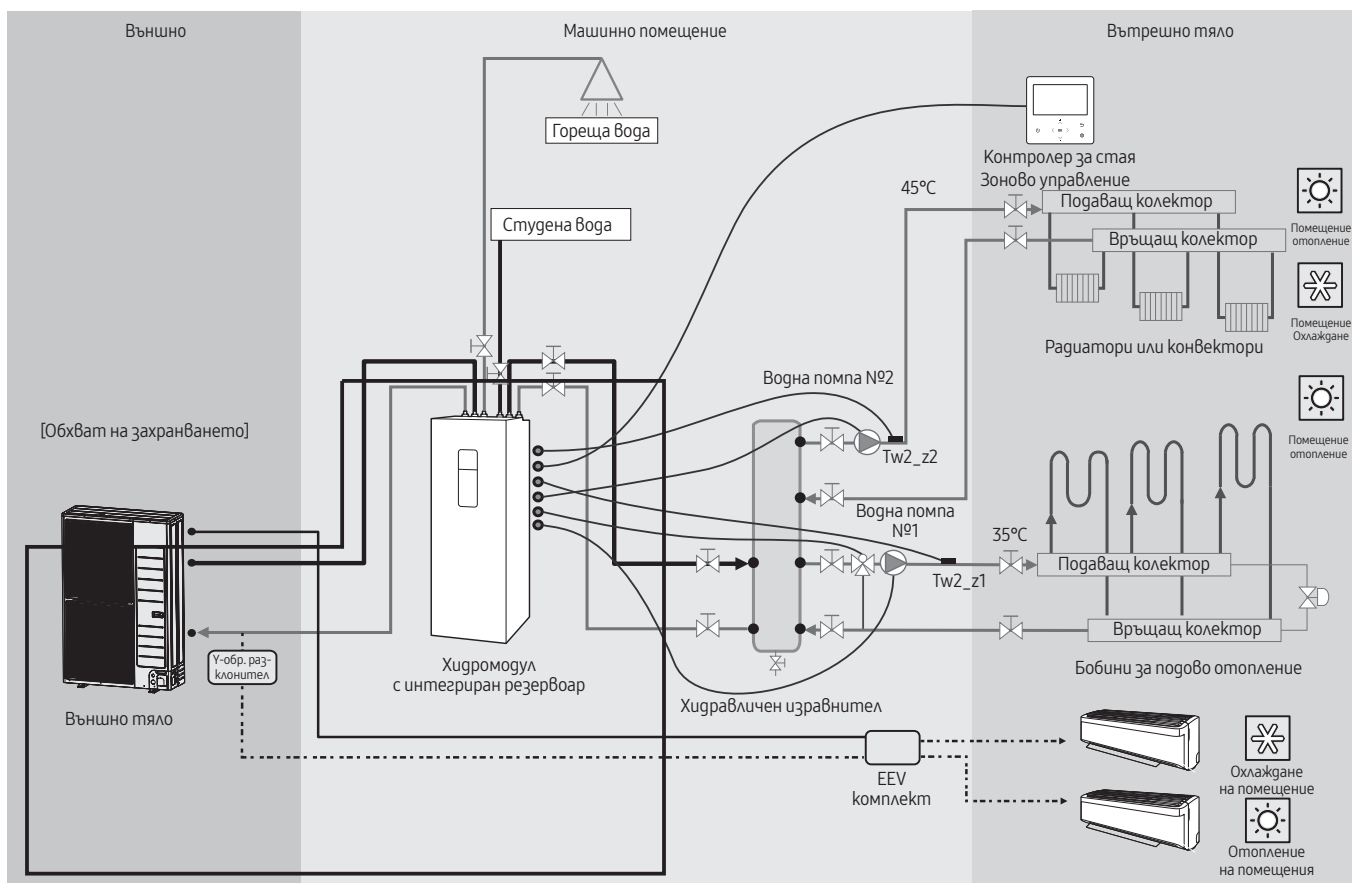 Външно
Машинно помещение
Вътрешно тяло
Гореща вода
Студена вода
Контролер за стая
Зоново управление
45°C
Подаващ колектор
Връщащ колектор
Помещение
отопление
Помещение
Охлаждане
Радиатори или конвектори
Водна помпа №2
Tw2_z2
[Обхват на захранването]
Помещение
отопление
Водна помпа
№1
35°C
Tw2_z1
Подаващ колектор
Връщащ колектор
Бобини за подово отопление
Y-обр. раз-
клонител
Външно тяло
Хидромодул
с интегриран резервоар
Хидравличен изравнител
EEV
комплект
Охлаждане
на помещение
Отопление
на помещения